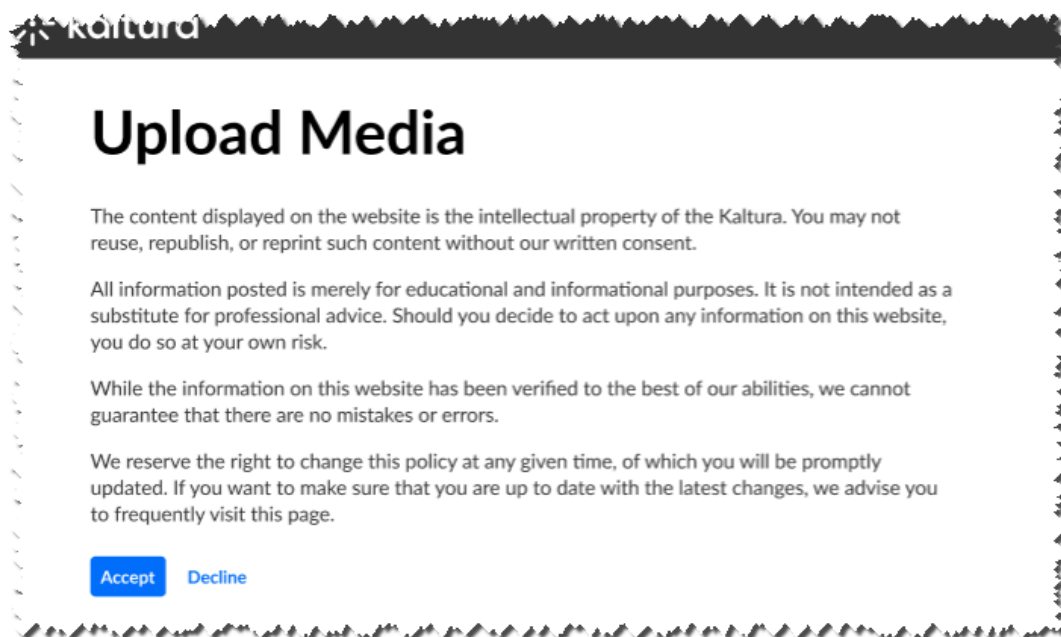 kaltura
Upload Media
The content displayed on the website is the intellectual property of the Kaltura. You may not
reuse, republish, or reprint such content without our written consent.
All information posted is merely for educational and informational purposes. It is not intended as a
substitute for professional advice. Should you decide to act upon any information on this website,
you do so at your own risk.
While the information on this website has been verified to the best of our abilities, we cannot
guarantee that there are no mistakes or errors.
We reserve the right to change this policy at any given time, of which you will be promptly
updated. If you want to make sure that you are up to date with the latest changes, we advise you
to frequently visit this page.
Accept Decline